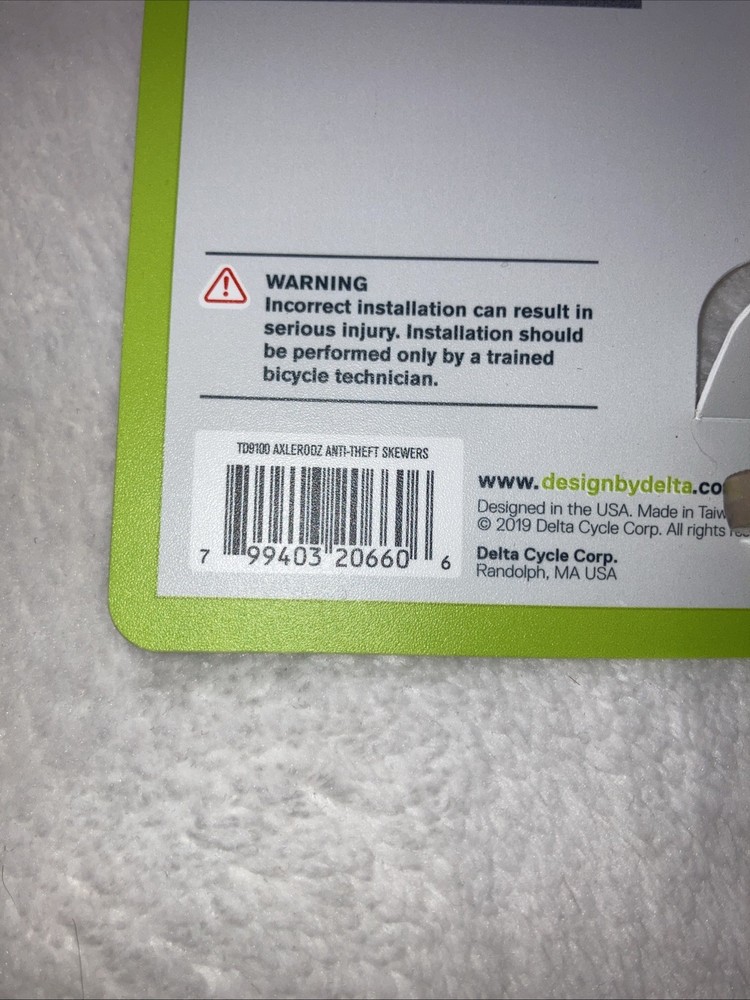 WARNING
Incorrect installation can result in
serious injury. Installation should
be performed only by a trained
bicycle technician.
TD9100 AXLERODZ ANTI-THEFT SKEWERS
7 99403 20660 6
www.designbydelta.co
Designed in the USA. Made in Taiw
© 2019 Delta Cycle Corp. All rights
Delta Cycle Corp.
Randolph, MA USA